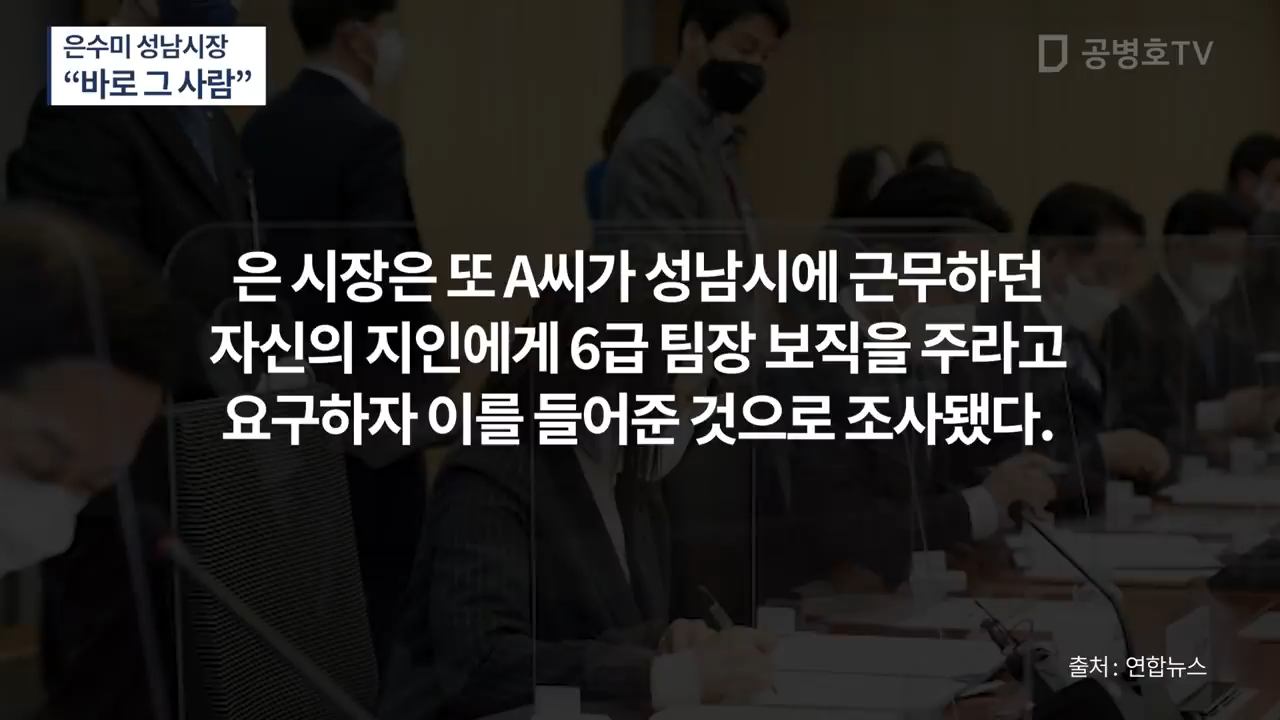 은수미 성남시장
“바로 그 사람”
공병호TV
은 시장은 또 A씨가 성남시에 근무하던
자신의 지인에게 6급 팀장 보직을 주라고
요구하자 이를 들어준 것으로 조사됐다.
출처 : 연합뉴스